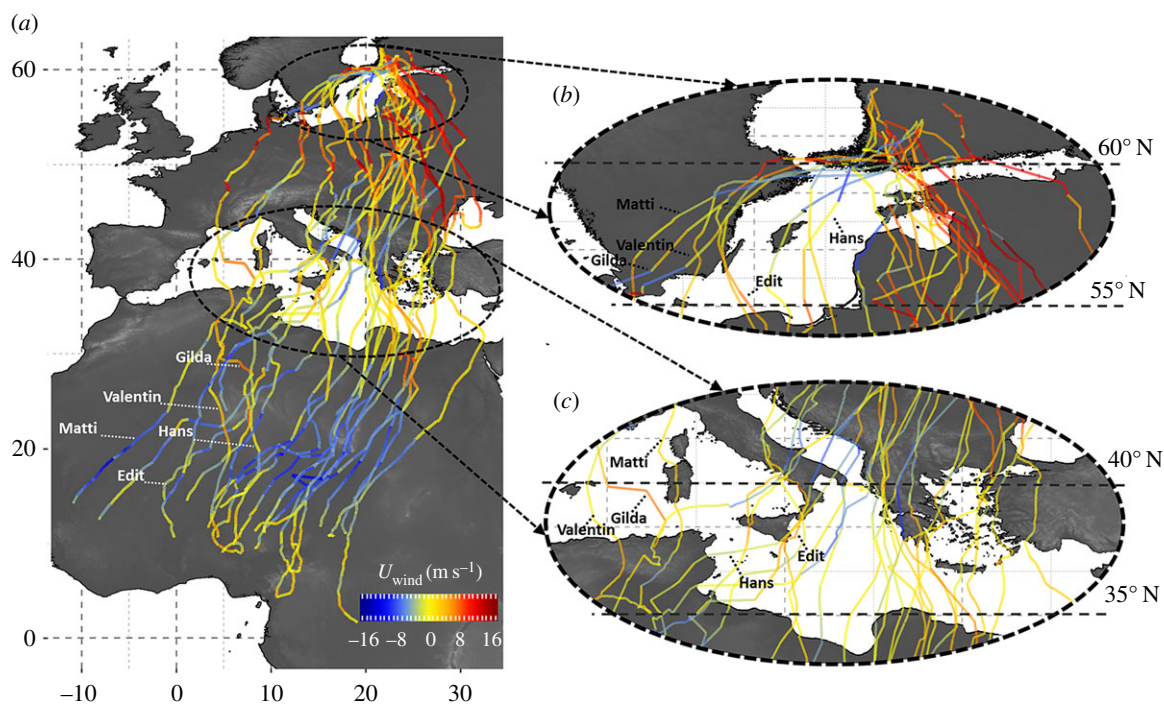 (a)
60
40
20
0
–10
0
10
20
30
Gilda
Valentin
Matti
Hans
Edit
U wind (m s⁻¹)
–16
–8
0
8
16
(b)
60° N
Matti
Valentin
Hans
Gilda
Edit
55° N
(c)
40° N
Matti
Gilda
Valentin
Edit
Hans
35° N